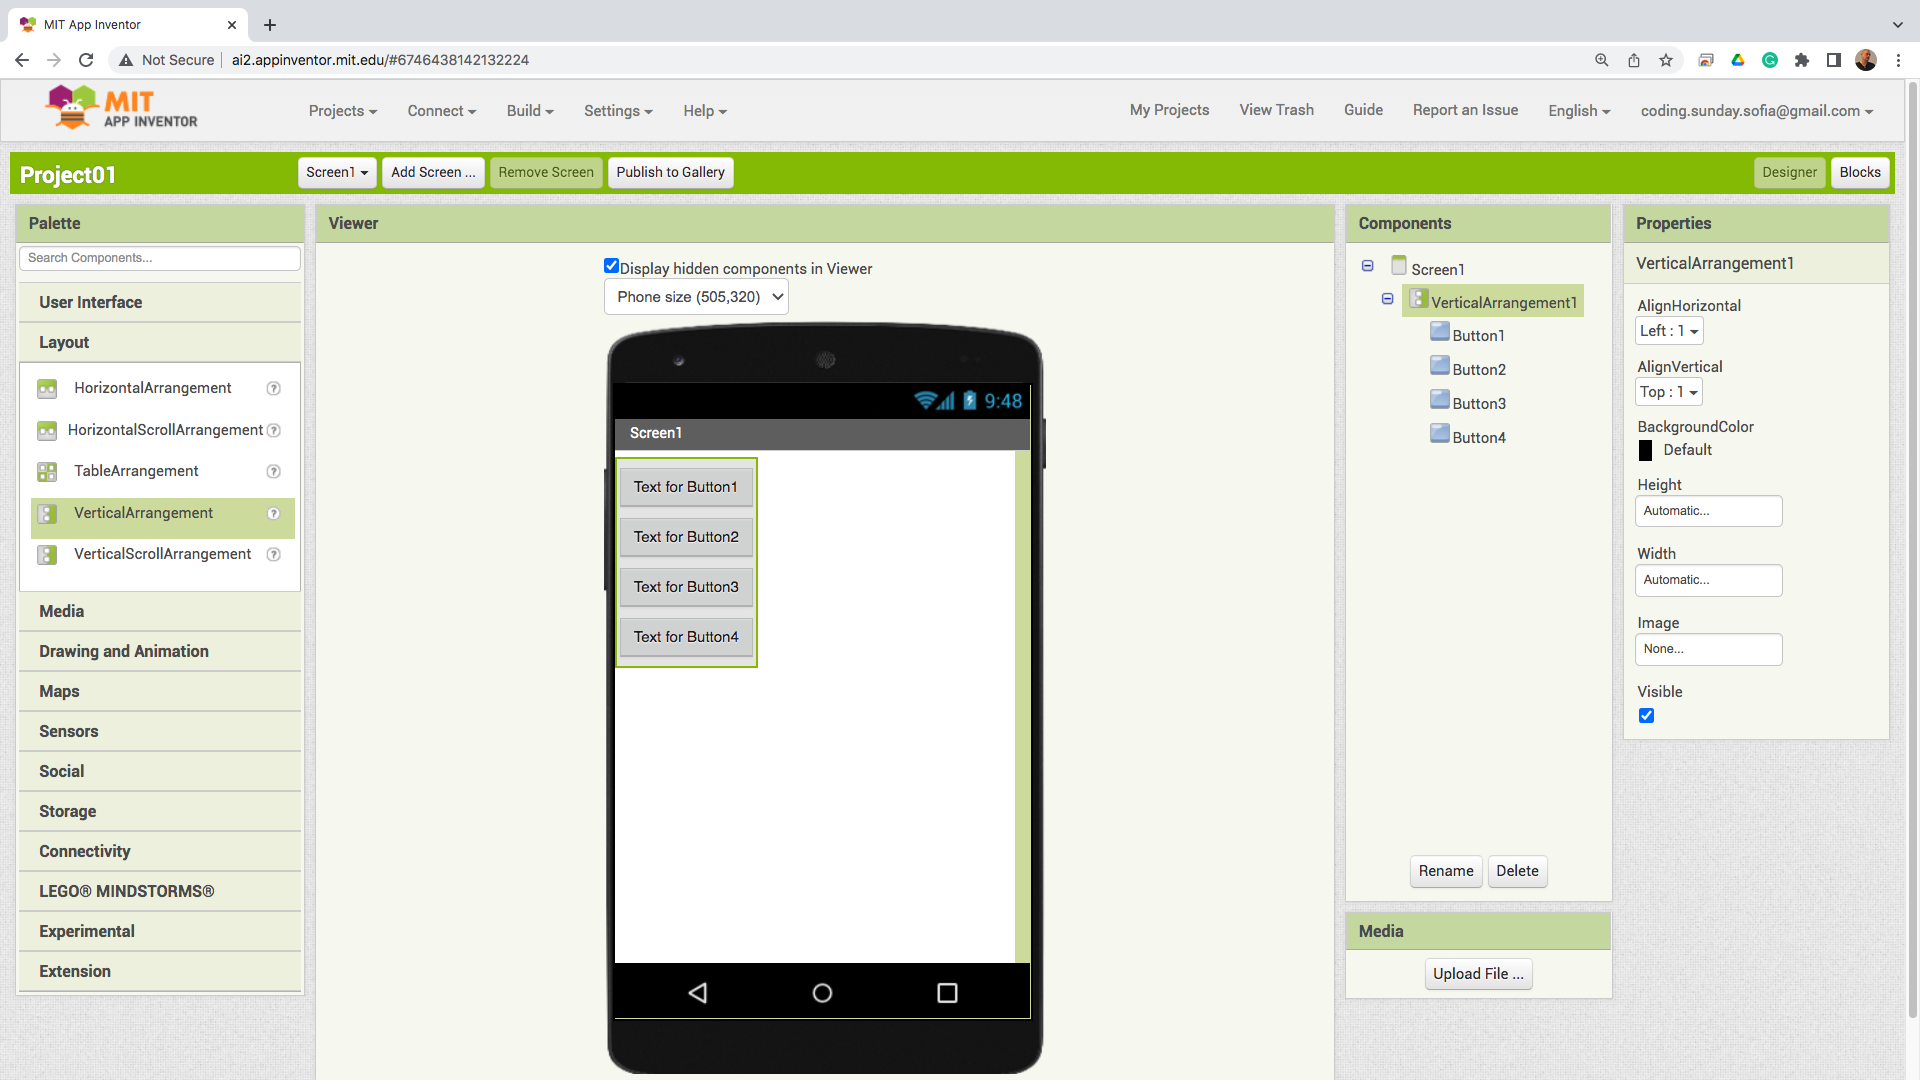 MIT App Inventor
Not Secure
ai2.appinventor.mit.edu/#6746438142132224
MIT
APP INVENTOR
Projects
Connect
Build
Settings
Help
My Projects
View Trash
Guide
Report an Issue
English
coding.sunday.sofia@gmail.com
Project01
Screen1
Add Screen ...
Remove Screen
Publish to Gallery
Designer
Blocks
Palette
Search Components...
User Interface
Layout
HorizontalArrangement
HorizontalScrollArrangement
TableArrangement
VerticalArrangement
VerticalScrollArrangement
Media
Drawing and Animation
Maps
Sensors
Social
Storage
Connectivity
LEGO® MINDSTORMS®
Experimental
Extension
Viewer
Display hidden components in Viewer
Phone size (505,320)
9:48
Screen1
Text for Button1
Text for Button2
Text for Button3
Text for Button4
Components
Screen1
VerticalArrangement1
Button1
Button2
Button3
Button4
Rename
Delete
Media
Upload File ...
Properties
VerticalArrangement1
AlignHorizontal
Left : 1
AlignVertical
Top : 1
BackgroundColor
Default
Height
Automatic...
Width
Automatic...
Image
None...
Visible